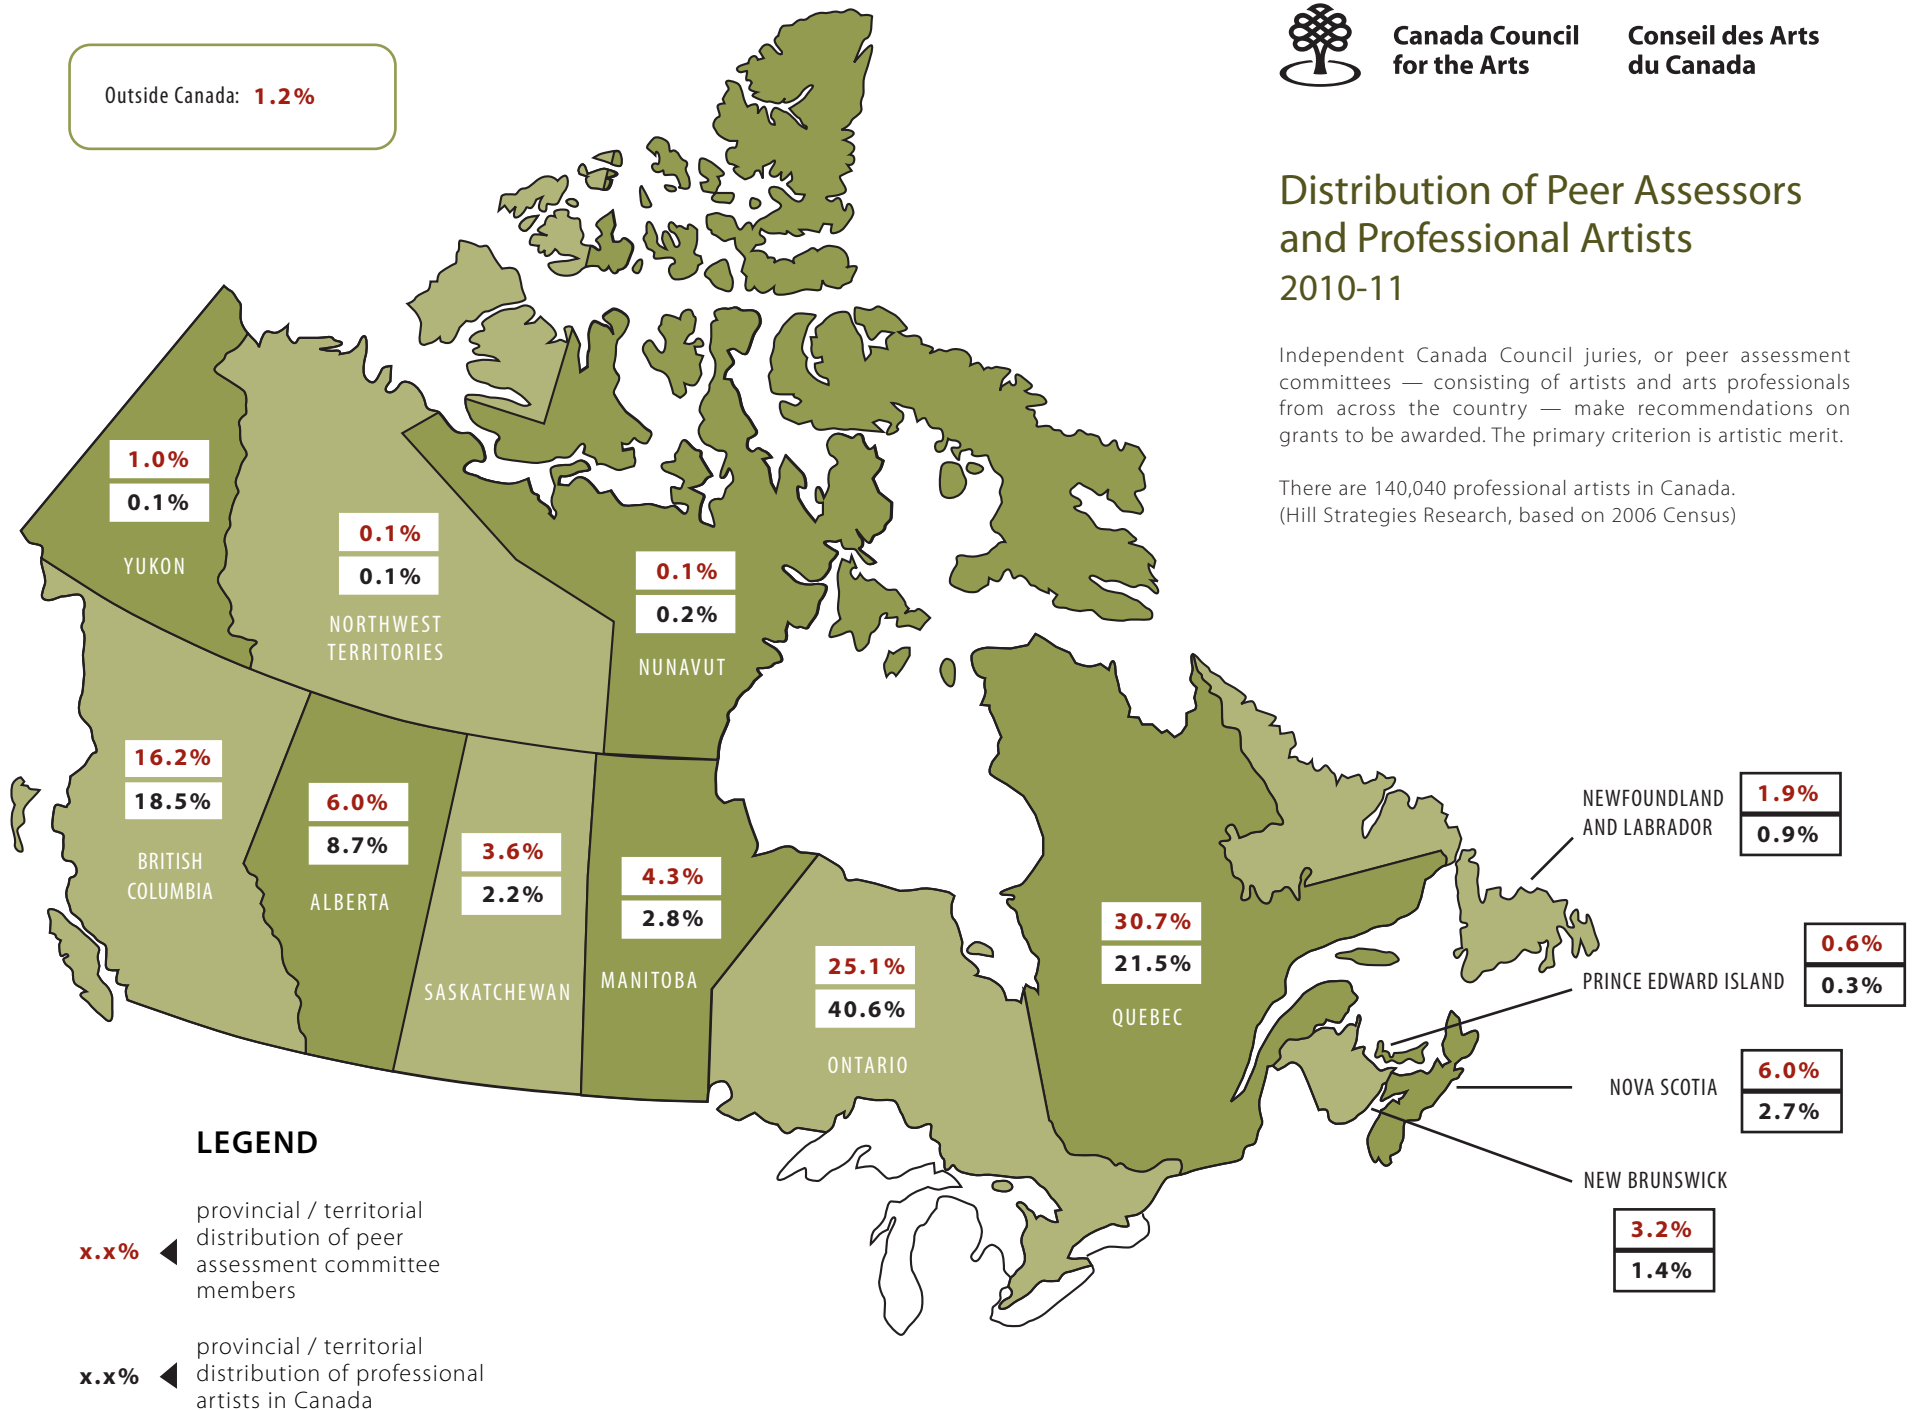 Outside Canada: 1.2%
Canada Council
for the Arts
Conseil des Arts
du Canada
Distribution of Peer Assessors
and Professional Artists
2010-11
Independent Canada Council juries, or peer assessment
committees — consisting of artists and arts professionals
from across the country — make recommendations on
grants to be awarded. The primary criterion is artistic merit.
There are 140,040 professional artists in Canada.
(Hill Strategies Research, based on 2006 Census)
1.0%
0.1%
YUKON
0.1%
0.1%
NORTHWEST
TERRITORIES
0.1%
0.2%
NUNAVUT
16.2%
18.5%
BRITISH
COLUMBIA
6.0%
8.7%
ALBERTA
3.6%
2.2%
SASKATCHEWAN
4.3%
2.8%
MANITOBA
25.1%
40.6%
ONTARIO
30.7%
21.5%
QUEBEC
NEWFOUNDLAND
AND LABRADOR
1.9%
0.9%
PRINCE EDWARD ISLAND
0.6%
0.3%
NOVA SCOTIA
6.0%
2.7%
NEW BRUNSWICK
3.2%
1.4%
LEGEND
x.x%
provincial / territorial
distribution of peer
assessment committee
members
x.x%
provincial / territorial
distribution of professional
artists in Canada